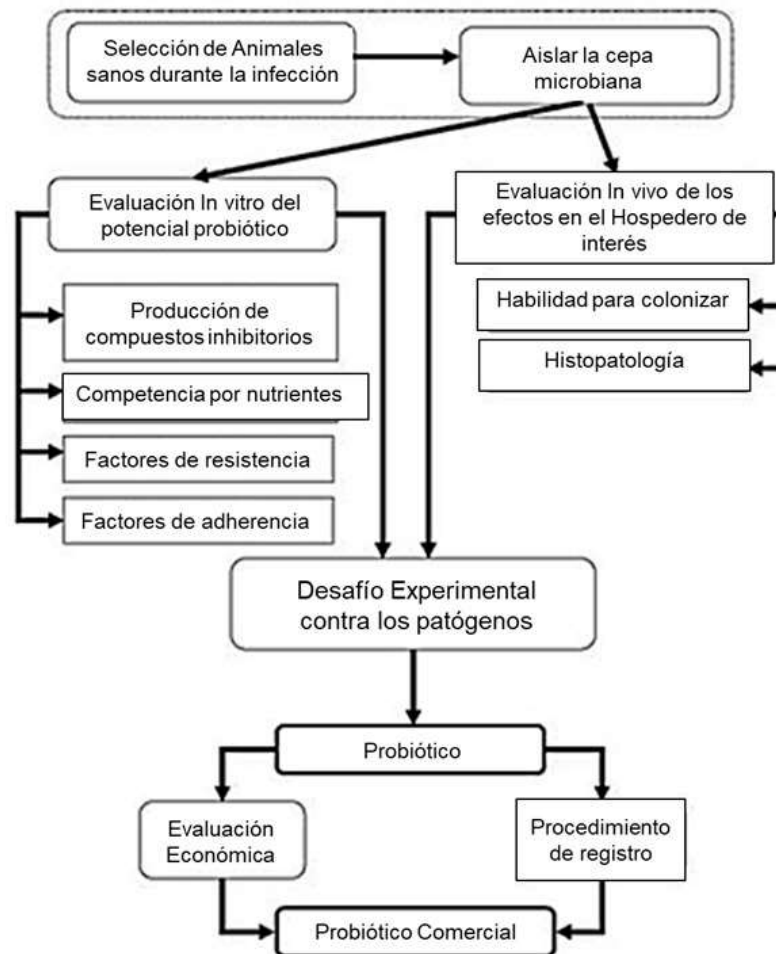 Selección de Animales
sanos durante la infección
Aislar la cepa
microbiana
Evaluación In vitro del
potencial probiótico
Evaluación In vivo de los
efectos en el Hospedero de
interés
Producción de
compuestos inhibitorios
Competencia por nutrientes
Factores de resistencia
Factores de adherencia
Habilidad para colonizar
Histopatología
Desafío Experimental
contra los patógenos
Probiótico
Evaluación
Económica
Procedimiento
de registro
Probiótico Comercial